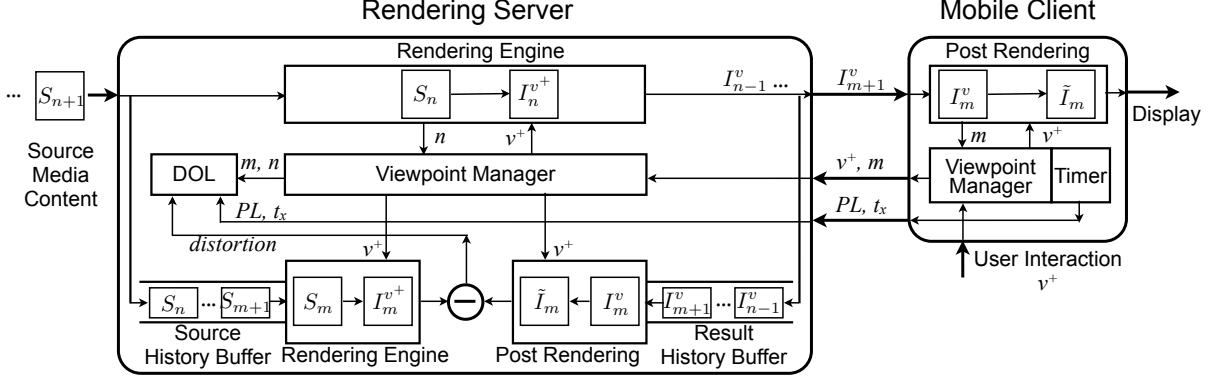 Rendering Server
Mobile Client
Rendering Engine
Post Rendering
... S_{n+1}
S_n I_n^{v^+}
I_{n-1}^v ...
I_{m+1}^v
I_m^v Ĩ_m
Display
Source
Media
Content
n v^+
m v^+
DOL
m, n
Viewpoint Manager
v^+, m
Viewpoint
Manager
Timer
PL, t_x
PL, t_x
distortion
v^+
v^+
User Interaction
v^+
S_n ... S_{m+1}
S_m I_m^{v^+}
−
Ĩ_m I_m^v
I_{m+1}^v ... I_{n-1}^v
Source
History Buffer
Rendering Engine
Post Rendering
Result
History Buffer